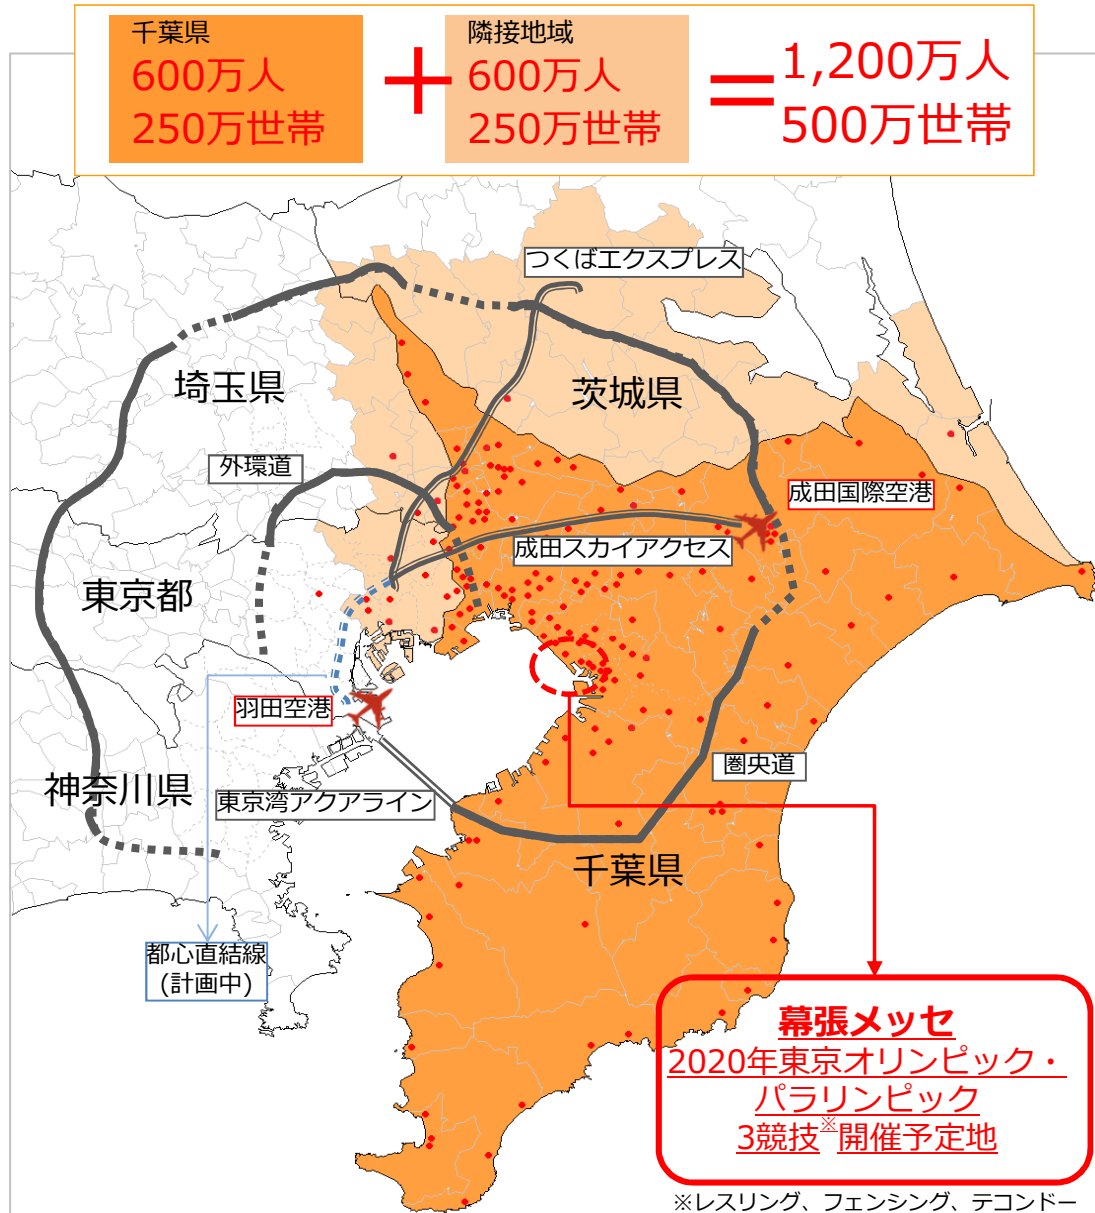 千葉県
600万人
250万世帯
+
隣接地域
600万人
250万世帯
=
1,200万人
500万世帯
つくばエクスプレス
埼玉県
茨城県
外環道
成田国際空港
成田スカイアクセス
東京都
羽田空港
圏央道
神奈川県
東京湾アクアライン
千葉県
都心直結線
(計画中)
幕張メッセ
2020年東京オリンピック・
パラリンピック
3競技※開催予定地
※レスリング、フェンシング、テコンドー